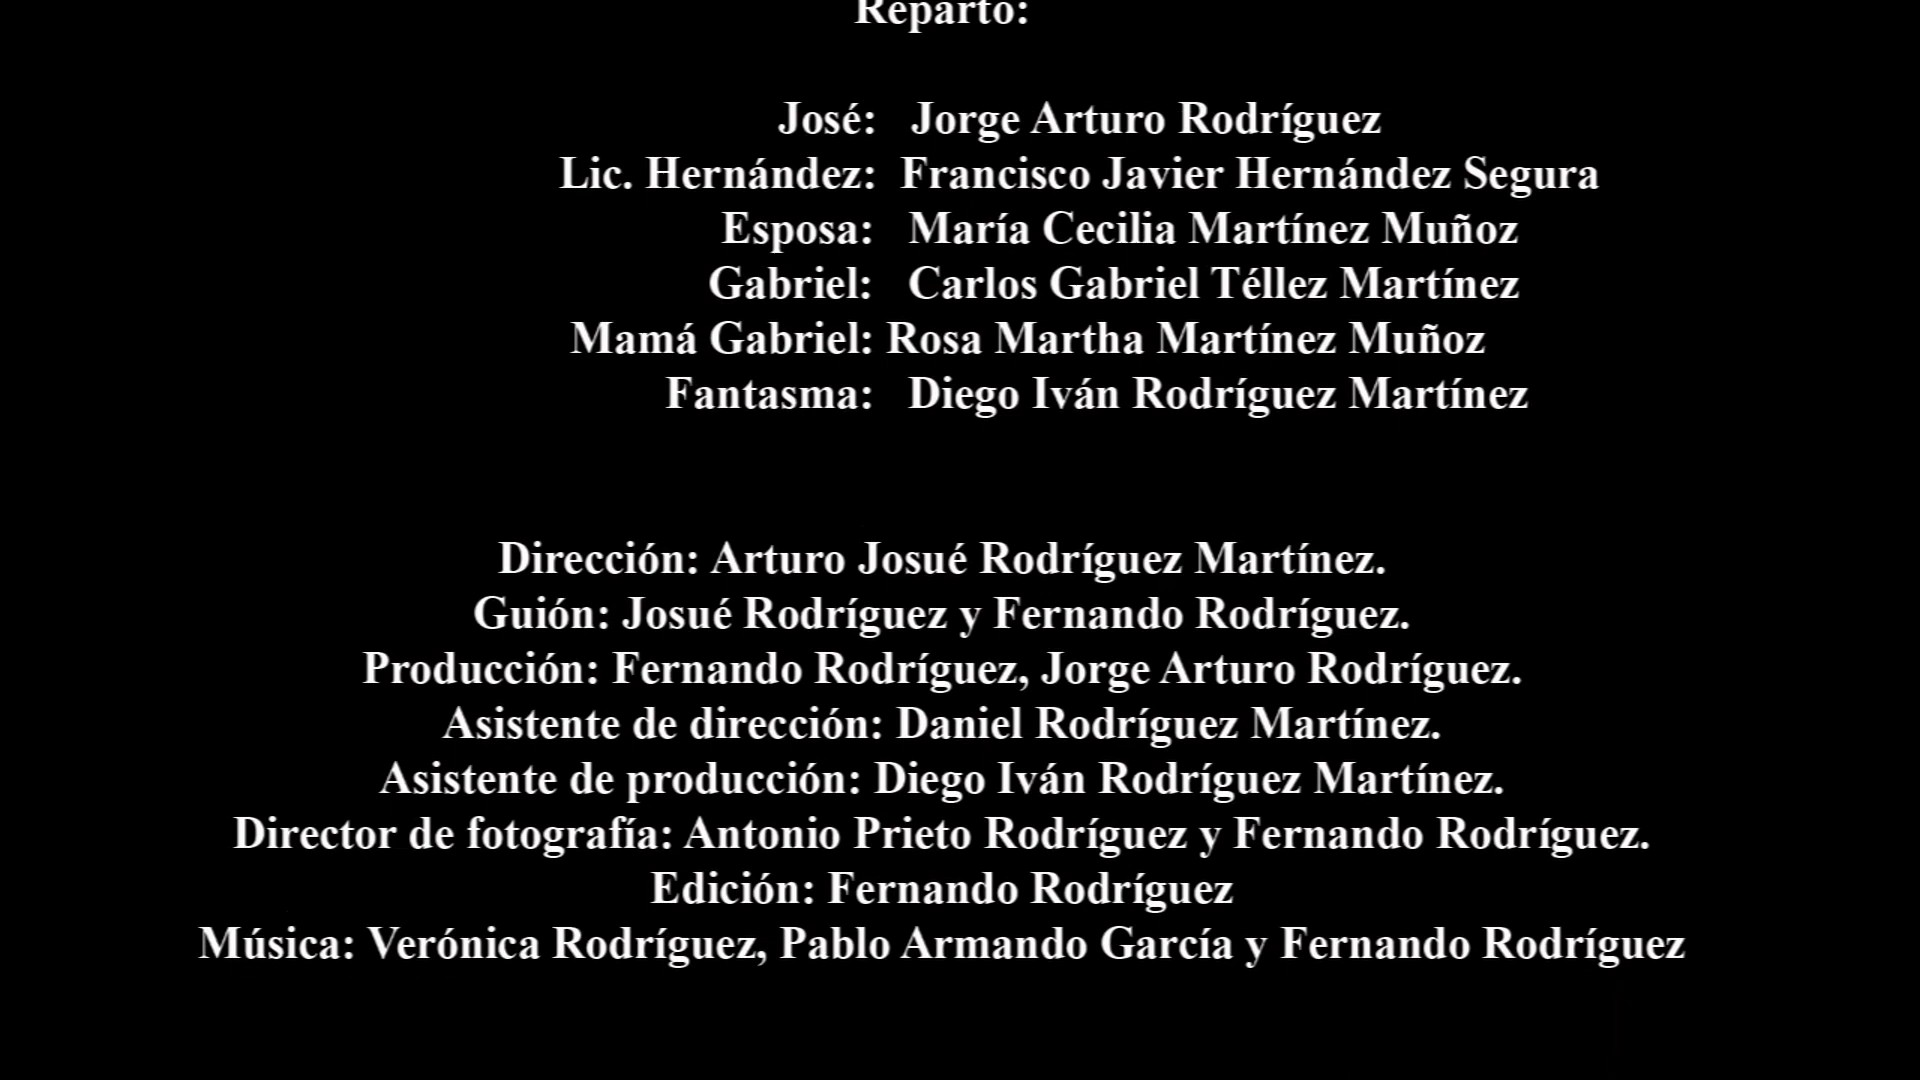 Reparto:
José: Jorge Arturo Rodríguez
Lic. Hernández: Francisco Javier Hernández Segura
Esposa: María Cecilia Martínez Muñoz
Gabriel: Carlos Gabriel Téllez Martínez
Mamá Gabriel: Rosa Martha Martínez Muñoz
Fantasma: Diego Iván Rodríguez Martínez
Dirección: Arturo Josué Rodríguez Martínez.
Guión: Josué Rodríguez y Fernando Rodríguez.
Producción: Fernando Rodríguez, Jorge Arturo Rodríguez.
Asistente de dirección: Daniel Rodríguez Martínez.
Asistente de producción: Diego Iván Rodríguez Martínez.
Director de fotografía: Antonio Prieto Rodríguez y Fernando Rodríguez.
Edición: Fernando Rodríguez
Música: Verónica Rodríguez, Pablo Armando García y Fernando Rodríguez